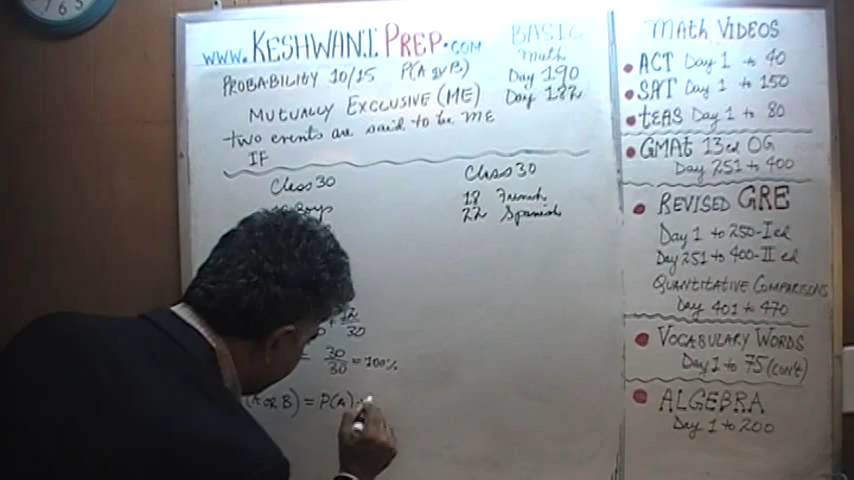 WWW. KESHWANI PREP.COM
BASIC
Math
PROBABILITY 10/15 P(A or B)
Day 190
Day 182
MUTUALLY EXCLUSIVE (ME)
two events are said to be ME
IF
Class 30
Boys
30
= 30/30 = 100%
(A OR B) = P(A)
Class 30
18 French
22 Spanish
MATH VIDEOS
ACT Day 1 to 40
SAT Day 1 to 150
tEAS Day 1 to 80
GMAt 13ed OG
Day 251 to 400
REVISED GRE
Day 1 to 250-I ed
Day 251 to 400-II ed
QUANTITATIVE COMPARISONS
Day 401 to 470
VOCABULARY WORDS
Day 1 to 75 (cont)
ALGEBRA
Day 1 to 200